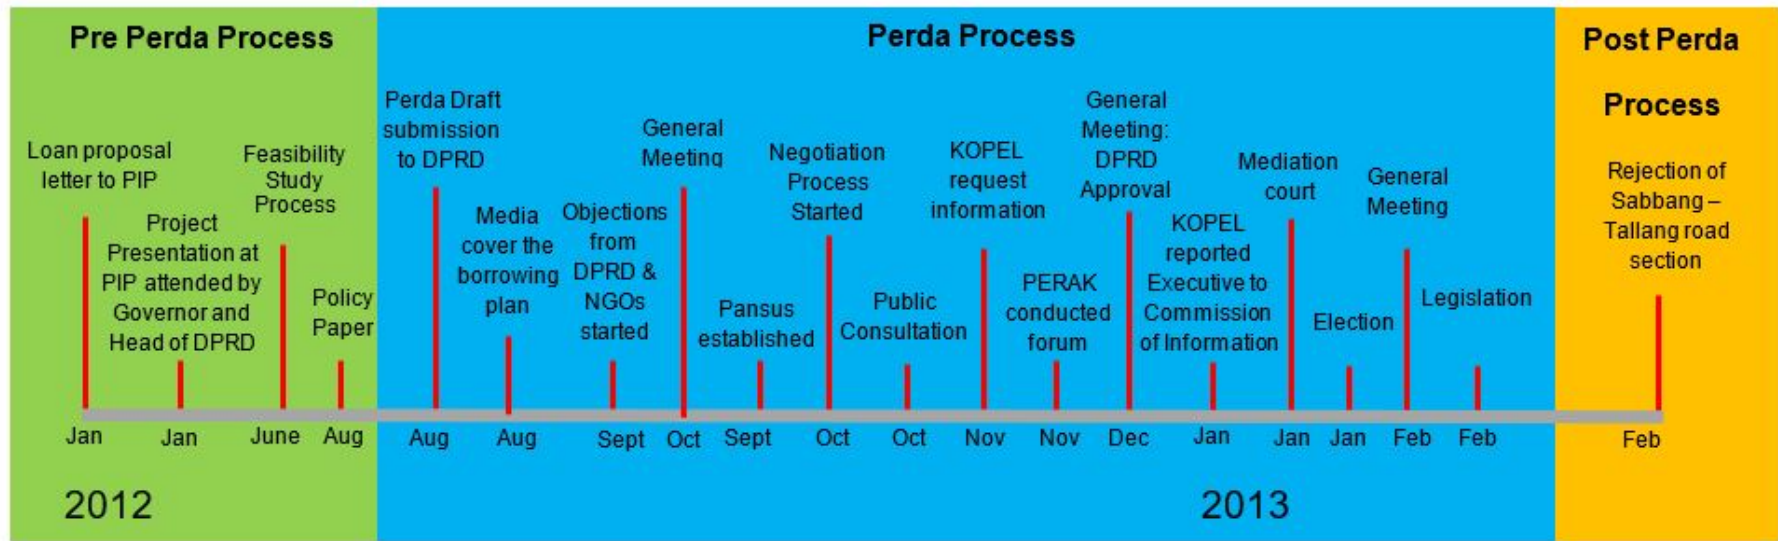 Pre Perda Process
Perda Process
Post Perda
Process
Loan proposal
letter to PIP
Project
Presentation at
PIP attended by
Governor and
Head of DPRD
Feasibility
Study
Process
Policy
Paper
Perda Draft
submission
to DPRD
Media
cover the
borrowing
plan
Objections
from
DPRD &
NGOs
started
General
Meeting
Pansus
established
Negotiation
Process
Started
Public
Consultation
KOPEL
request
information
PERAK
conducted
forum
General
Meeting:
DPRD
Approval
KOPEL
reported
Executive to
Commission
of Information
Mediation
court
Election
General
Meeting
Legislation
Rejection of
Sabbang –
Tallang road
section
Jan
Jan
June
Aug
Aug
Aug
Sept
Oct
Sept
Oct
Oct
Nov
Nov
Dec
Jan
Jan
Jan
Feb
Feb
Feb
2012
2013